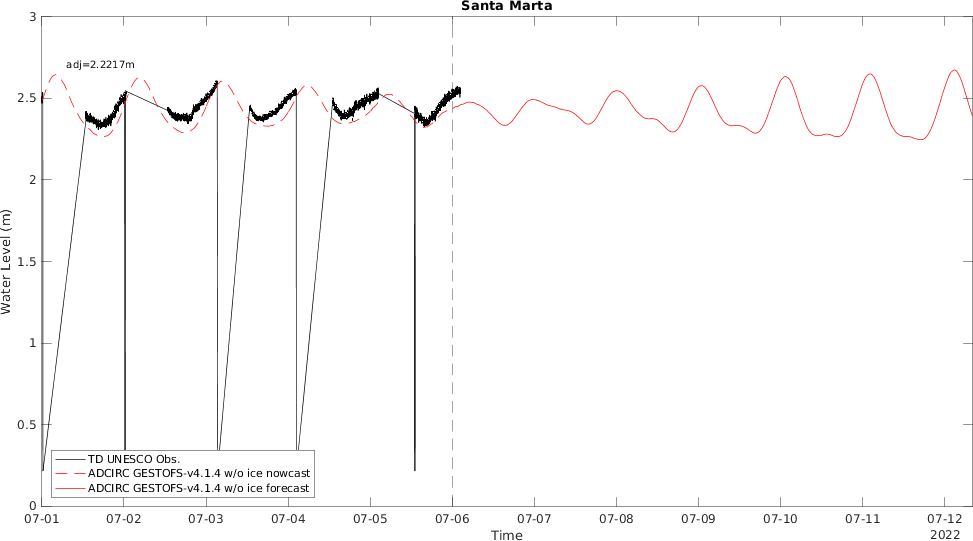 Santa Marta
adj=2.2217m
3
2.5
2
1.5
1
0.5
0
Water Level (m)
TD UNESCO Obs.
ADCIRC GESTOFS-v4.1.4 w/o ice nowcast
ADCIRC GESTOFS-v4.1.4 w/o ice forecast
07-01 07-02 07-03 07-04 07-05 07-06 07-07 07-08 07-09 07-10 07-11 07-12
Time
2022